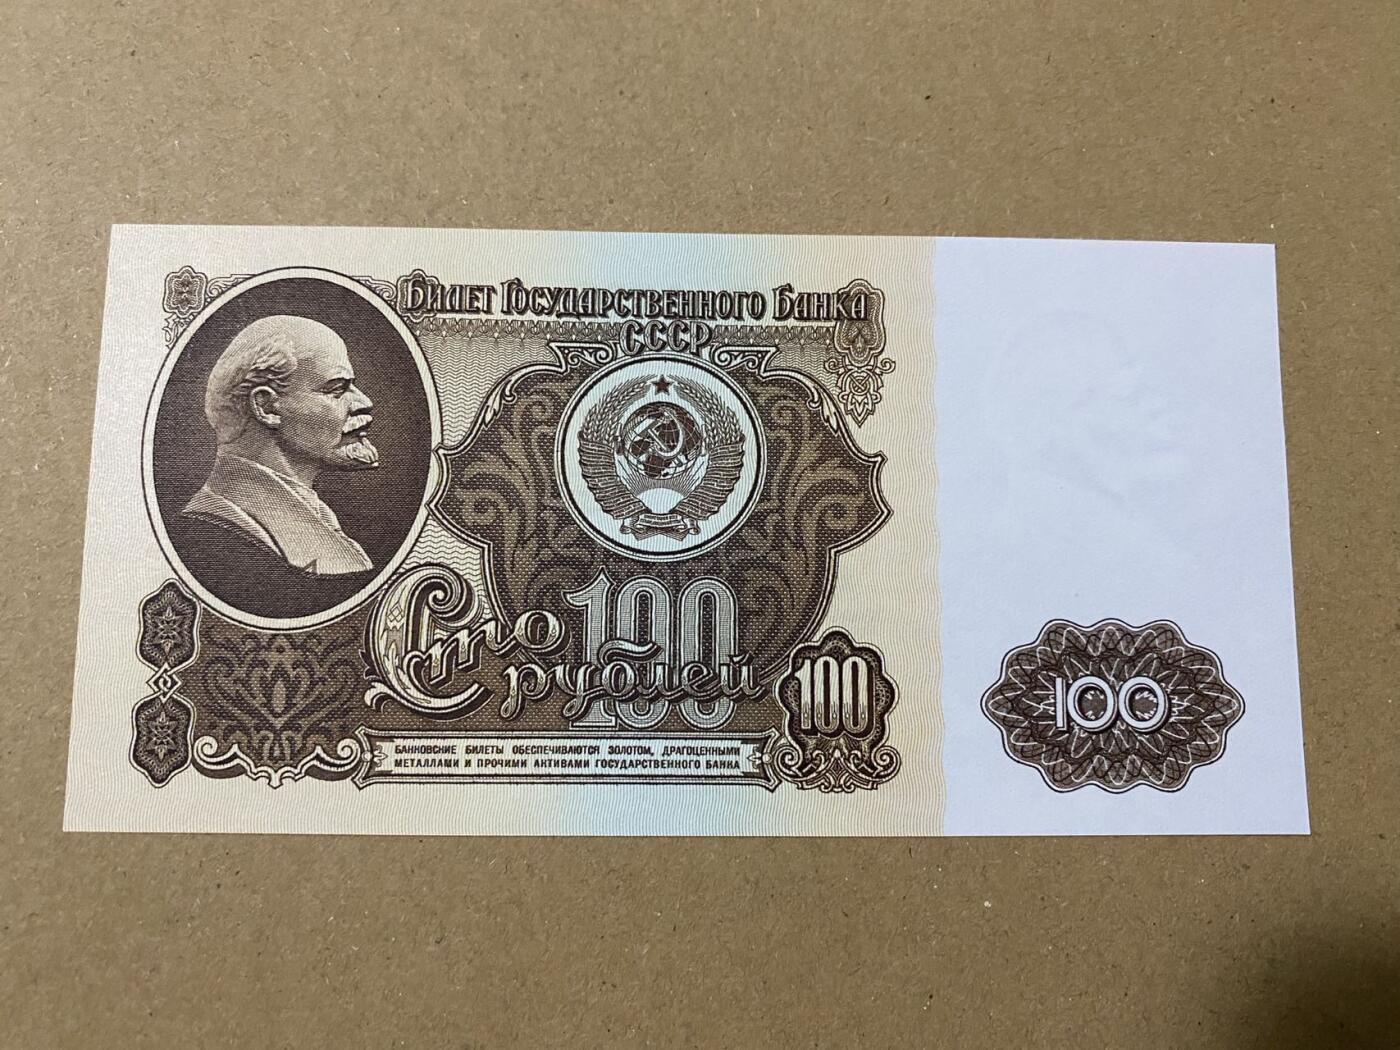 Билет Государственного Банка
СССР
100
Сто
рублей
100
100
БАНКОВСКИЕ БИЛЕТЫ ОБЕСПЕЧИВАЮТСЯ ЗОЛОТОМ, ДРАГОЦЕННЫМИ
МЕТАЛЛАМИ И ПРОЧИМИ АКТИВАМИ ГОСУДАРСТВЕННОГО БАНКА